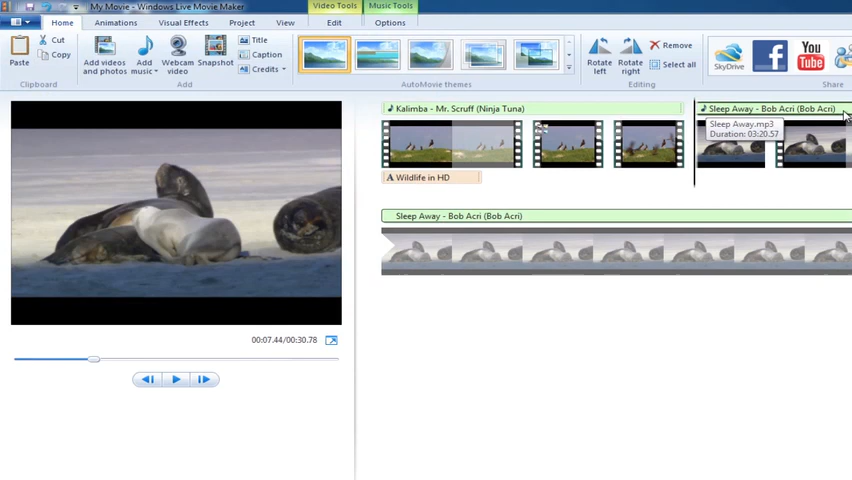 My Movie - Windows Live Movie Maker
Video Tools
Music Tools
Home
Animations
Visual Effects
Project
View
Edit
Options
Paste
Cut
Copy
Clipboard
Add videos and photos
Add music
Webcam video
Snapshot
Title
Caption
Credits
Add
AutoMovie themes
Rotate left
Rotate right
Remove
Select all
Editing
SkyDrive
f
You Tube
Share
Kalimba - Mr. Scruff (Ninja Tuna)
Sleep Away - Bob Acri (Bob Acri)
Sleep Away.mp3
Duration: 03:20.57
A Wildlife in HD
Sleep Away - Bob Acri (Bob Acri)
00:07.44/00:30.78